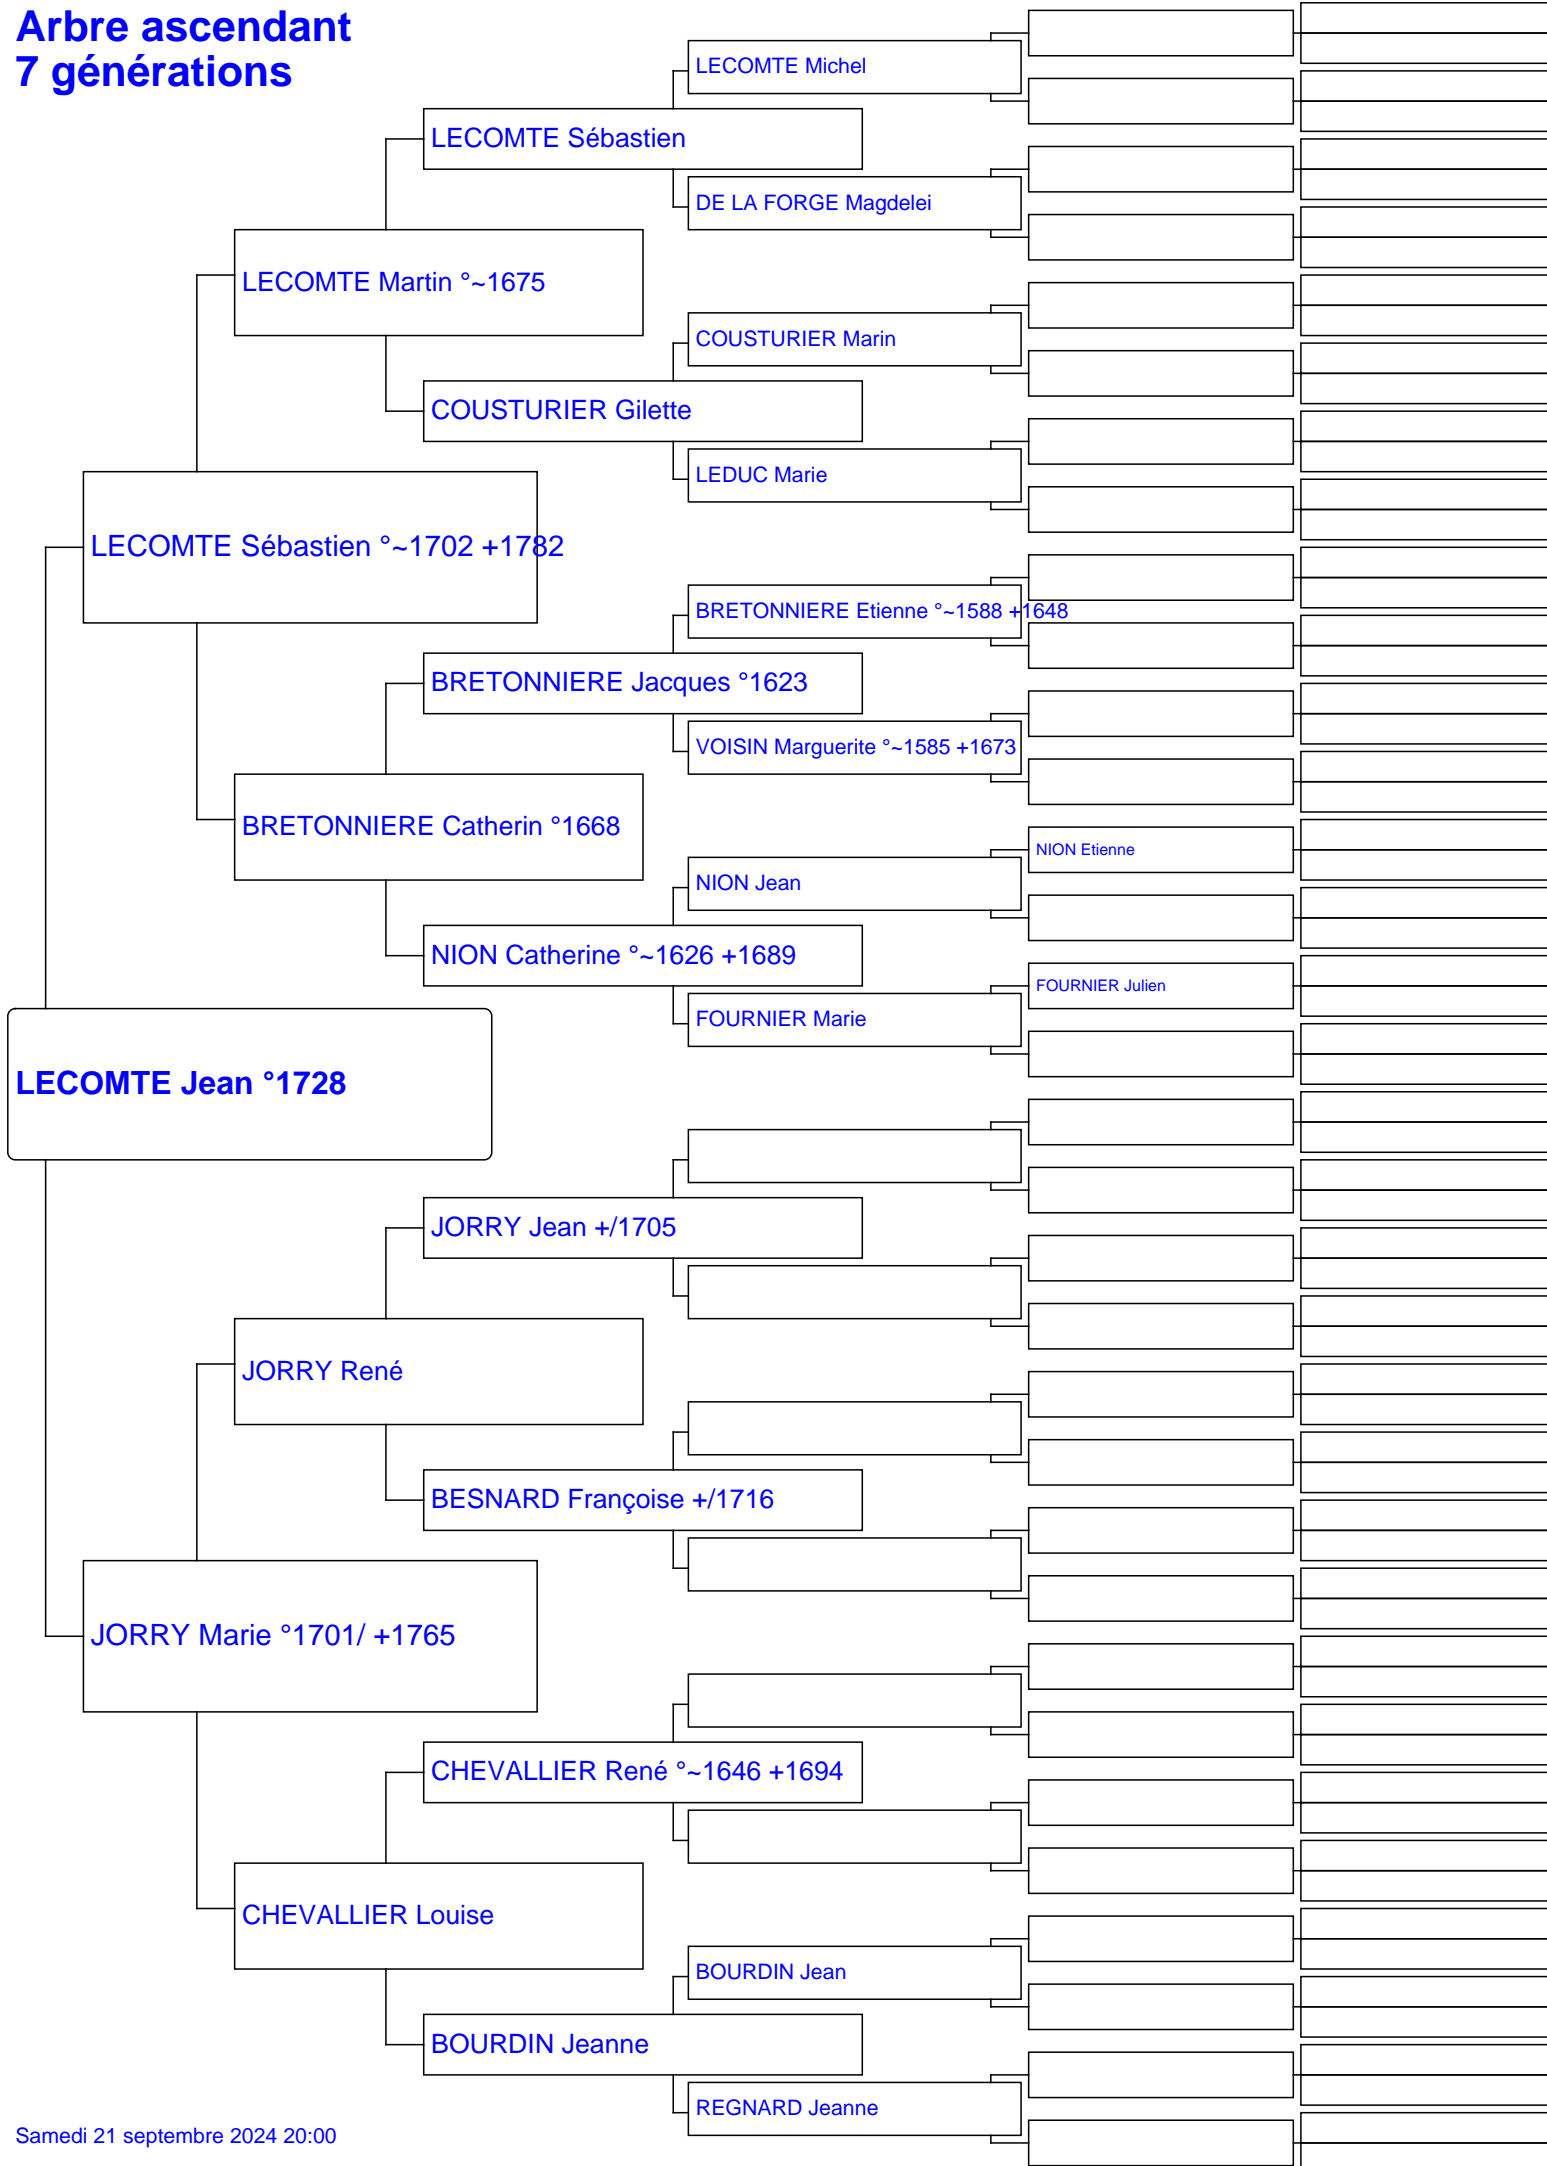 Arbre ascendant
7 générations
LECOMTE Michel
LECOMTE Sébastien
DE LA FORGE Magdelei
LECOMTE Martin °~1675
COUSTURIER Marin
COUSTURIER Gilette
LEDUC Marie
LECOMTE Sébastien °~1702 +1782
BRETONNIERE Etienne °~1588 +1648
BRETONNIERE Jacques °1623
VOISIN Marguerite °~1585 +1673
BRETONNIERE Catherin °1668
NION Etienne
NION Jean
NION Catherine °~1626 +1689
FOURNIER Julien
FOURNIER Marie
LECOMTE Jean °1728
JORRY Jean +/1705
JORRY René
BESNARD Françoise +/1716
JORRY Marie °1701/ +1765
CHEVALLIER René °~1646 +1694
CHEVALLIER Louise
BOURDIN Jean
BOURDIN Jeanne
REGNARD Jeanne
Samedi 21 septembre 2024 20:00